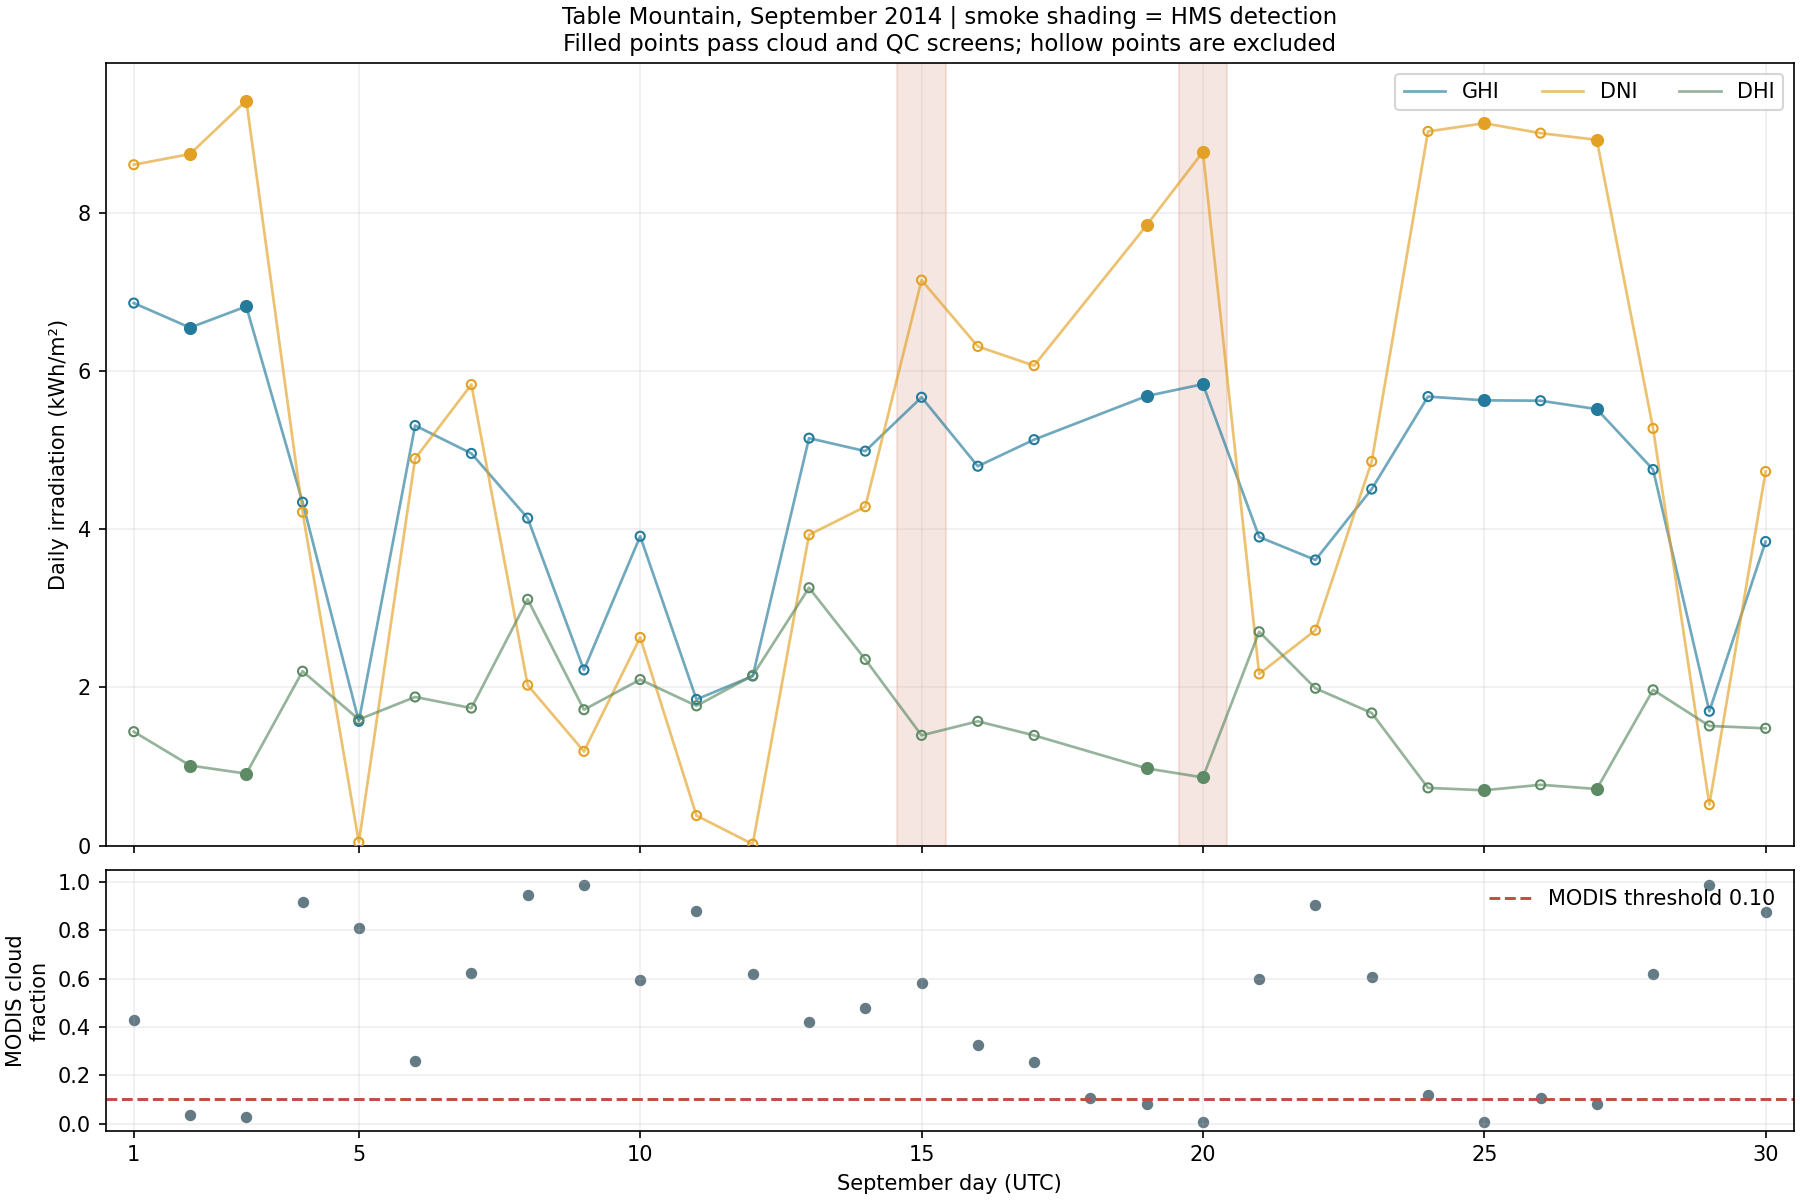 Table Mountain, September 2014 | smoke shading = HMS detection
Filled points pass cloud and QC screens; hollow points are excluded
GHI DNI DHI
Daily irradiation (kWh/m²)
8
6
4
2
0
MODIS cloud
fraction
1.0
0.8
0.6
0.4
0.2
0.0
MODIS threshold 0.10
1 5 10 15 20 25 30
September day (UTC)